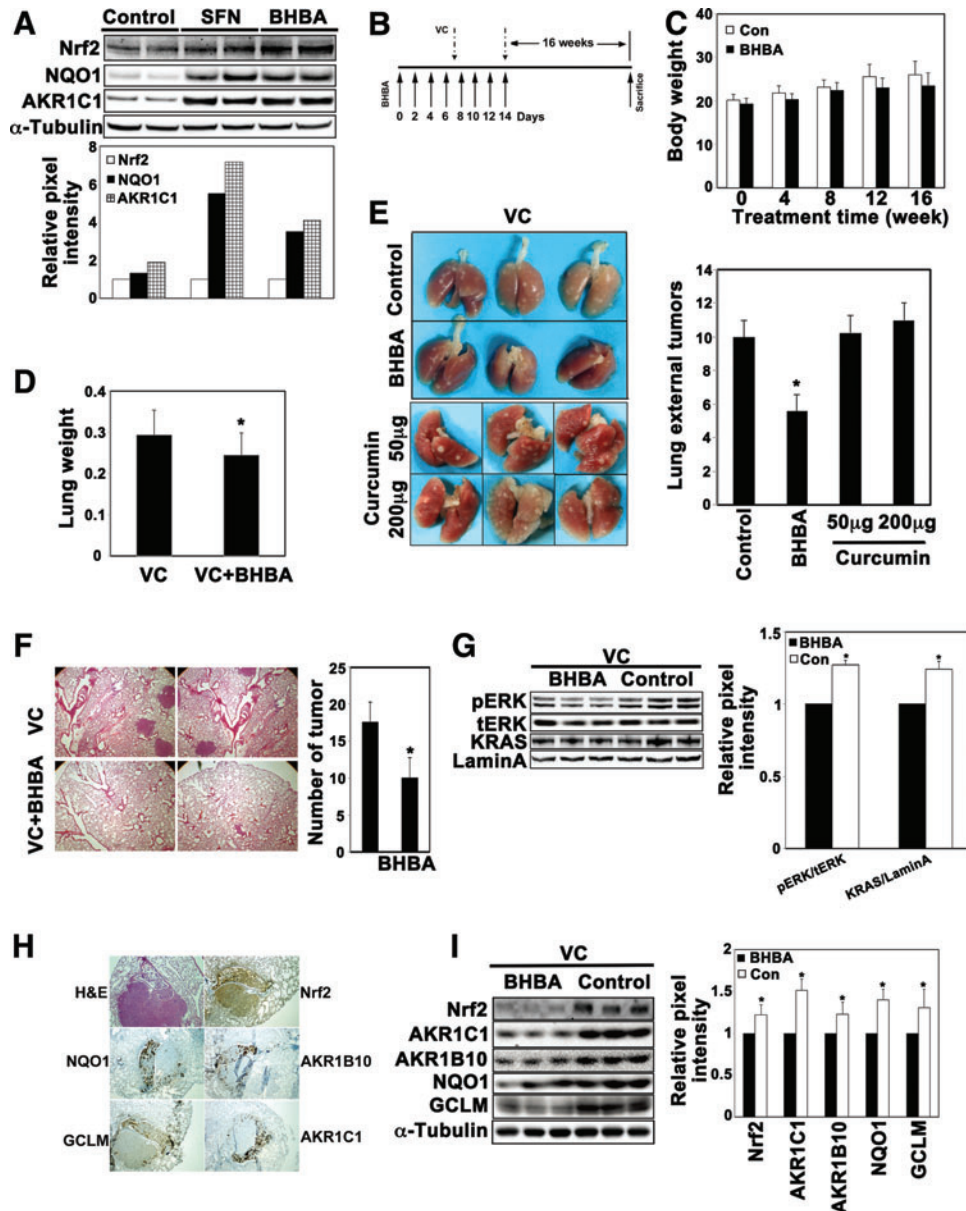 A
Control SFN BHBA
Nrf2
NQO1
AKR1C1
α-Tubulin
Relative pixel intensity
8
6
4
2
0
Nrf2
NQO1
AKR1C1
B
VC
16 weeks
BHBA
Sacrifice
0 2 4 6 8 10 12 14 Days
C
Con
BHBA
Body weight
40
30
20
10
0
0 4 8 12 16
Treatment time (week)
D
Lung weight
0.4
0.3
0.2
0.1
0
*
VC VC+BHBA
E
VC
Control
BHBA
50µg
200µg
Curcumin
Lung external tumors
14
12
10
8
6
4
2
0
*
Control
BHBA
50µg 200µg
Curcumin
F
VC
VC+BHBA
Number of tumor
25
20
15
10
5
0
*
BHBA
G
VC
BHBA Control
pERK
tERK
KRAS
LaminA
Relative pixel intensity
1.5
1
0.5
0
BHBA
Con
* *
pERK/tERK
KRAS/LaminA
H
H&E
Nrf2
NQO1
AKR1B10
GCLM
AKR1C1
I
VC
BHBA Control
Nrf2
AKR1C1
AKR1B10
NQO1
GCLM
α-Tubulin
Relative pixel intensity
2
1.5
1
0.5
0
BHBA
Con
* * * * *
Nrf2
AKR1C1
AKR1B10
NQO1
GCLM